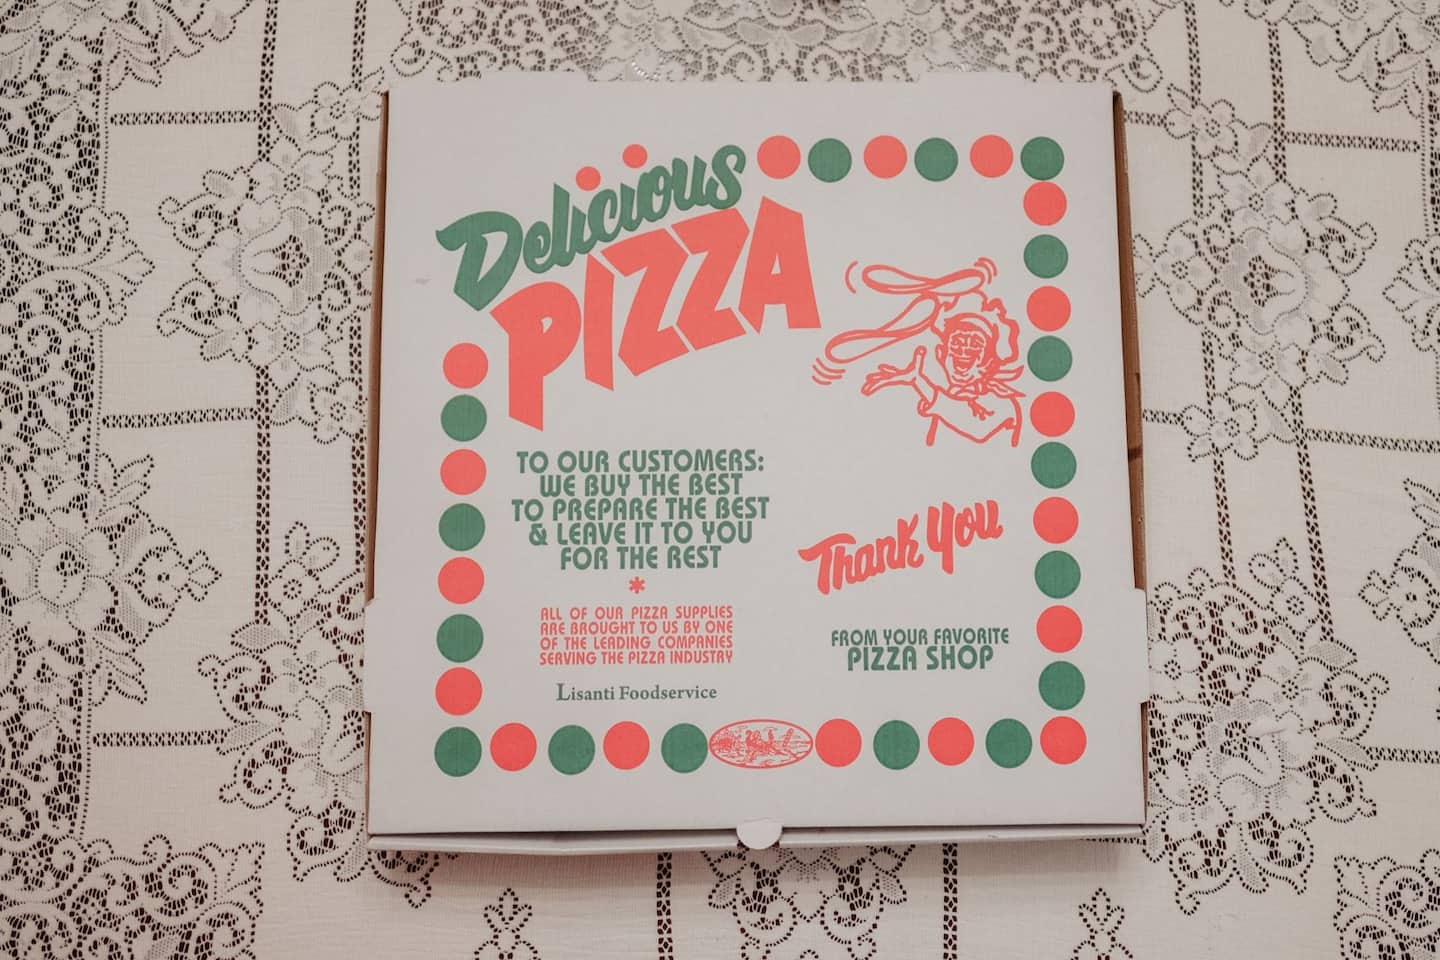 Delicious
PIZZA
TO OUR CUSTOMERS:
WE BUY THE BEST
TO PREPARE THE BEST
& LEAVE IT TO YOU
FOR THE REST
*
ALL OF OUR PIZZA SUPPLIES
ARE BROUGHT TO US BY ONE
OF THE LEADING COMPANIES
SERVING THE PIZZA INDUSTRY
Lisanti Foodservice
Thank You
FROM YOUR FAVORITE
PIZZA SHOP